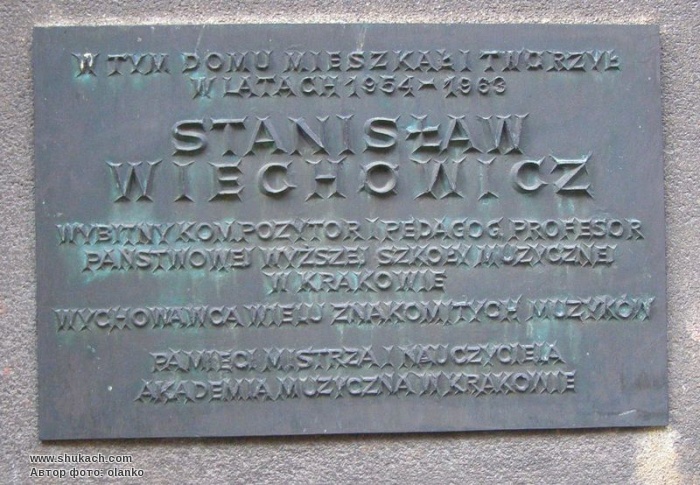 W TYM DOMU MIESZKAŁ I TWORZYŁ
W LATACH 1954-1963
STANISŁAW
WIECHOWICZ
WYBITNY KOMPOZYTOR I PEDAGOG, PROFESOR
PAŃSTWOWEJ WYŻSZEJ SZKOŁY MUZYCZNEJ
W KRAKOWIE
WYCHOWAWCA WIELU ZNAKOMITYCH MUZYKÓW
PAMIĘCI MISTRZA I NAUCZYCIELA
AKADEMIA MUZYCZNA W KRAKOWIE
www.shukach.com
Автор фото: olanko